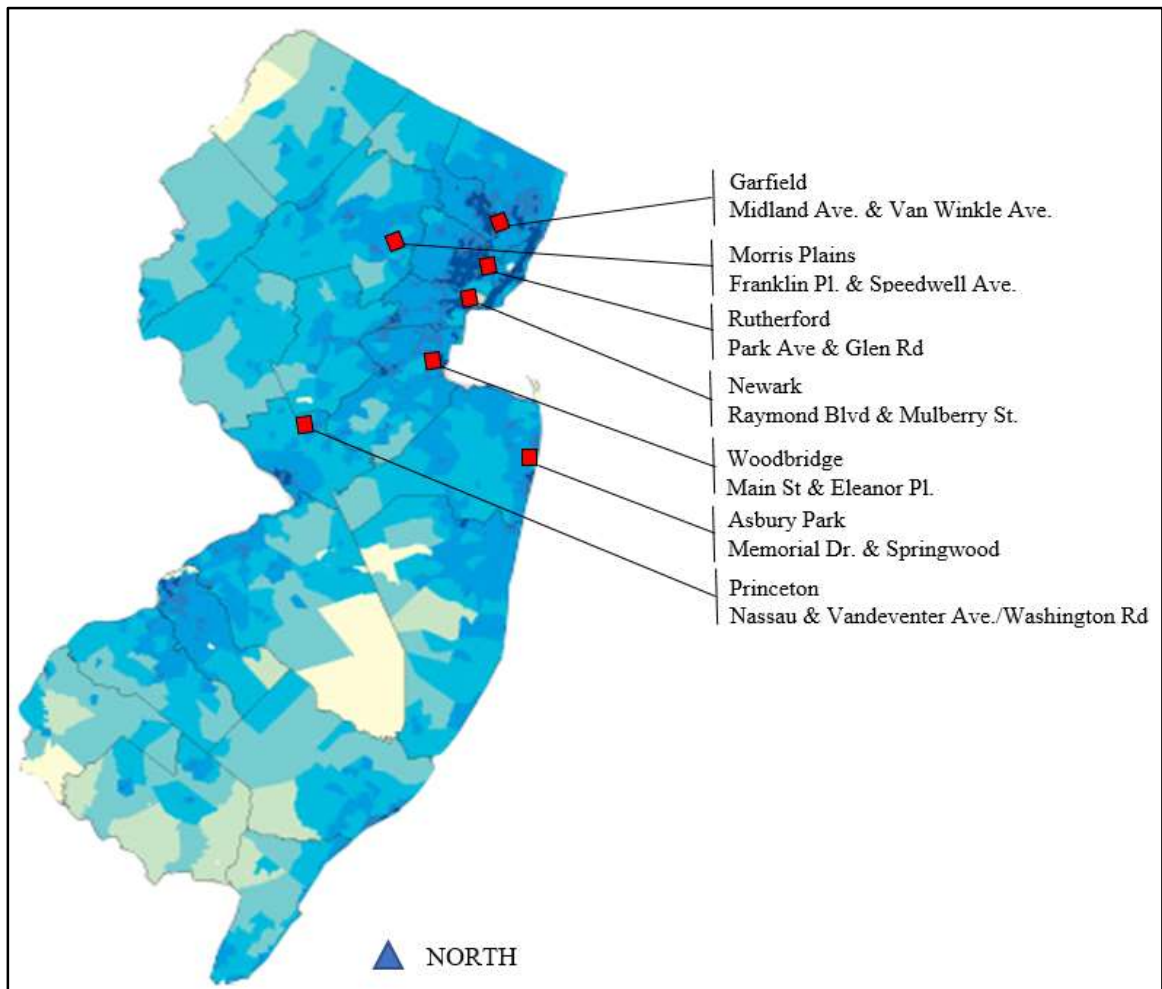 Garfield
Midland Ave. & Van Winkle Ave.
Morris Plains
Franklin Pl. & Speedwell Ave.
Rutherford
Park Ave & Glen Rd
Newark
Raymond Blvd & Mulberry St.
Woodbridge
Main St & Eleanor Pl.
Asbury Park
Memorial Dr. & Springwood
Princeton
Nassau & Vandeventer Ave./Washington Rd
NORTH